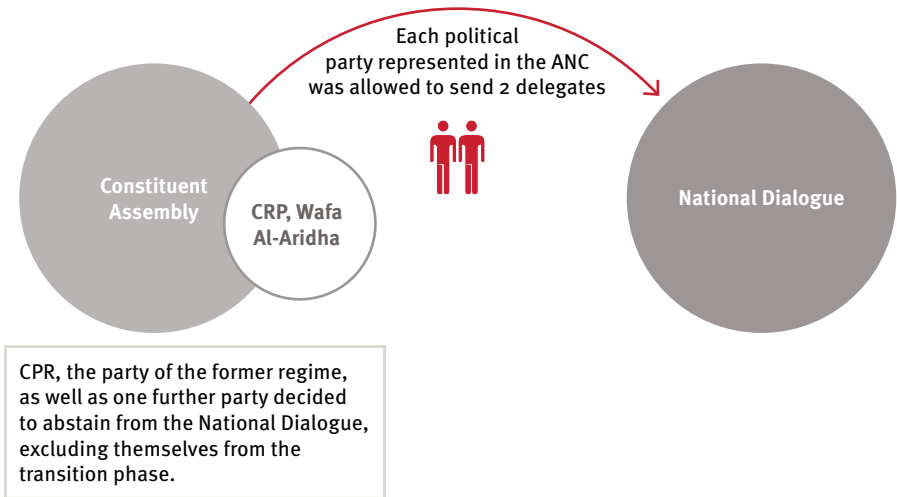 Each political
party represented in the ANC
was allowed to send 2 delegates
Constituent
Assembly
CRP, Wafa
Al-Aridha
National Dialogue
CPR, the party of the former regime,
as well as one further party decided
to abstain from the National Dialogue,
excluding themselves from the
transition phase.